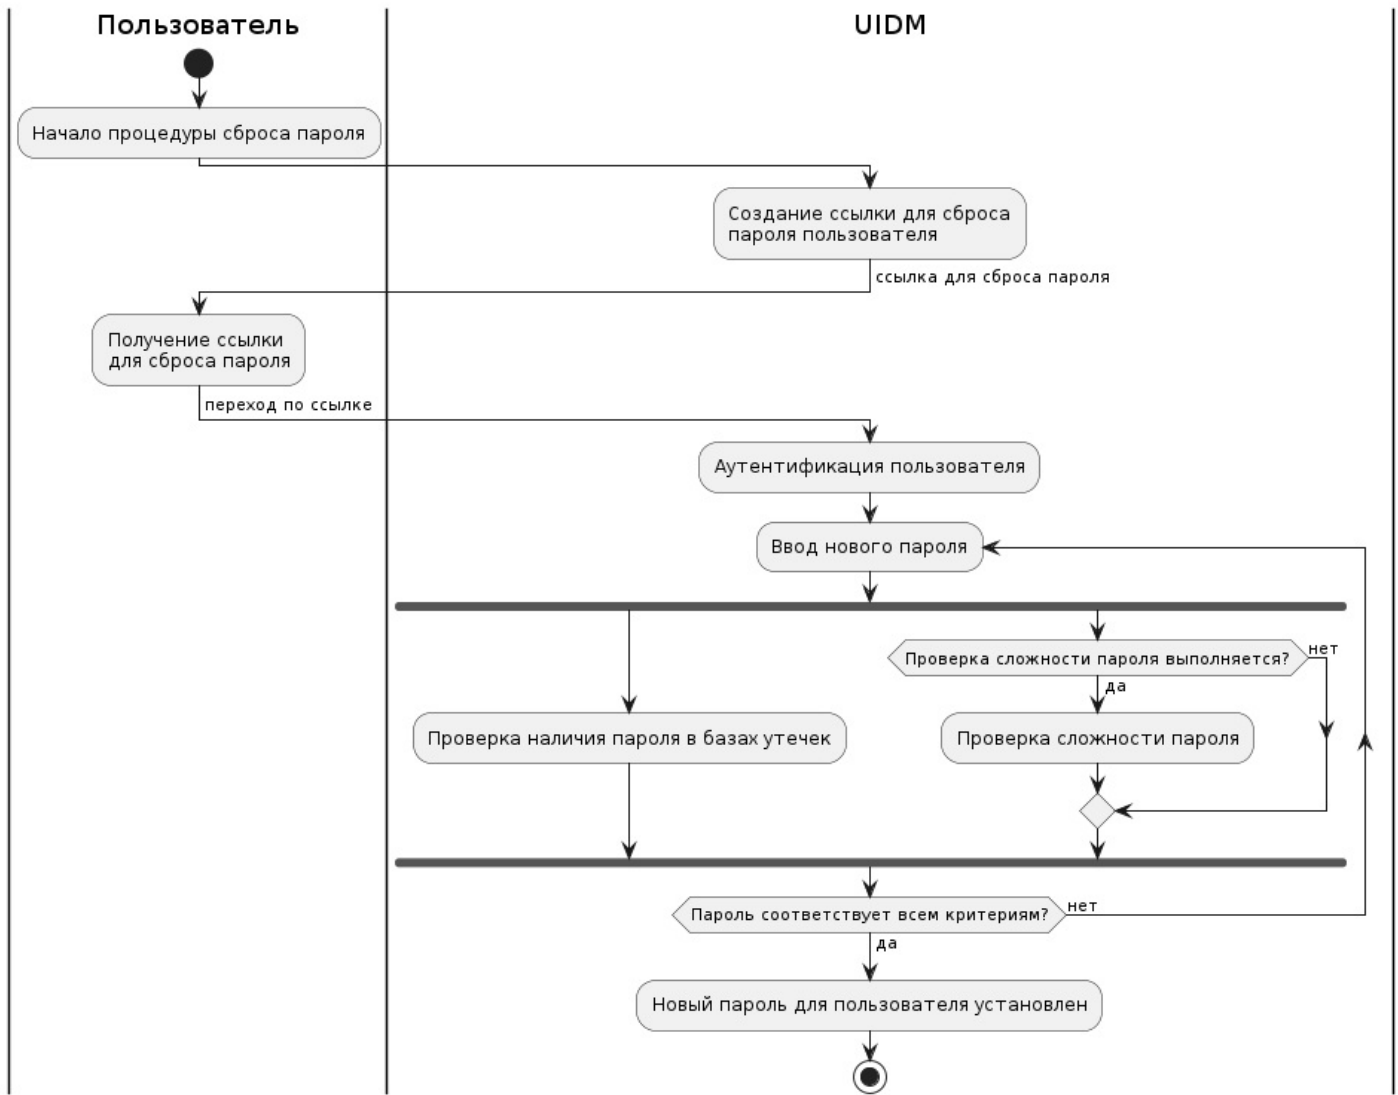 Пользователь
UIDM
Начало процедуры сброса пароля
Создание ссылки для сброса
пароля пользователя
ссылка для сброса пароля
Получение ссылки
для сброса пароля
переход по ссылке
Аутентификация пользователя
Ввод нового пароля
Проверка сложности пароля выполняется?
нет
да
Проверка наличия пароля в базах утечек
Проверка сложности пароля
Пароль соответствует всем критериям?
нет
да
Новый пароль для пользователя установлен